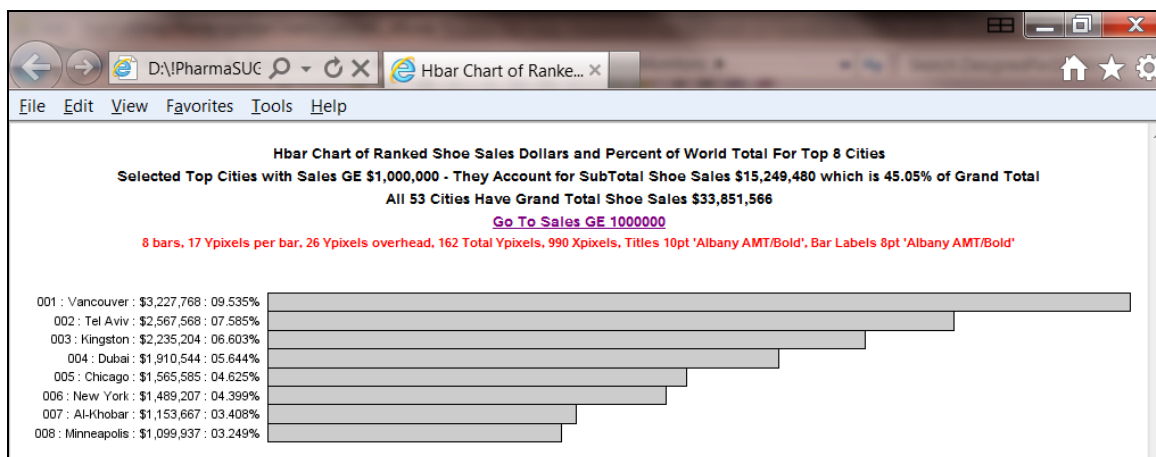 D:\!PharmaSUG
Hbar Chart of Ranke...
File Edit View Favorites Tools Help
Hbar Chart of Ranked Shoe Sales Dollars and Percent of World Total For Top 8 Cities
Selected Top Cities with Sales GE $1,000,000 - They Account for SubTotal Shoe Sales $15,249,480 which is 45.05% of Grand Total
All 53 Cities Have Grand Total Shoe Sales $33,851,566
Go To Sales GE 1000000
8 bars, 17 Ypixels per bar, 26 Ypixels overhead, 162 Total Ypixels, 990 Xpixels, Titles 10pt 'Albany AMT/Bold', Bar Labels 8pt 'Albany AMT/Bold'
001 : Vancouver : $3,227,768 : 09.535%
002 : Tel Aviv : $2,567,568 : 07.585%
003 : Kingston : $2,235,204 : 06.603%
004 : Dubai : $1,910,544 : 05.644%
005 : Chicago : $1,565,585 : 04.625%
006 : New York : $1,489,207 : 04.399%
007 : Al-Khobar : $1,153,667 : 03.408%
008 : Minneapolis : $1,099,937 : 03.249%